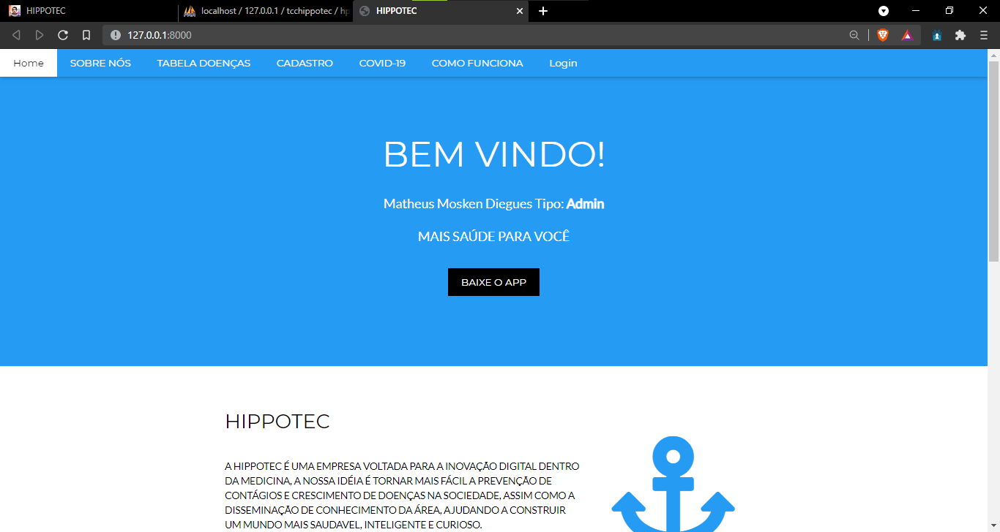 HIPPOTEC
localhost / 127.0.0.1 / tcchippotec / hp
HIPPOTEC
127.0.0.1:8000
Home SOBRE NÓS TABELA DOENÇAS CADASTRO COVID-19 COMO FUNCIONA Login
BEM VINDO!
Matheus Mosken Diegues Tipo: Admin
MAIS SAÚDE PARA VOCÊ
BAIXE O APP
HIPPOTEC
A HIPPOTEC É UMA EMPRESA VOLTADA PARA A INOVAÇÃO DIGITAL DENTRO
DA MEDICINA, A NOSSA IDÉIA É TORNAR MAIS FÁCIL A PREVENÇÃO DE
CONTÁGIOS E CRESCIMENTO DE DOENÇAS NA SOCIEDADE, ASSIM COMO A
DISSEMINAÇÃO DE CONHECIMENTO DA ÁREA, AJUDANDO A CONSTRUIR
UM MUNDO MAIS SAUDAVEL, INTELIGENTE E CURIOSO.